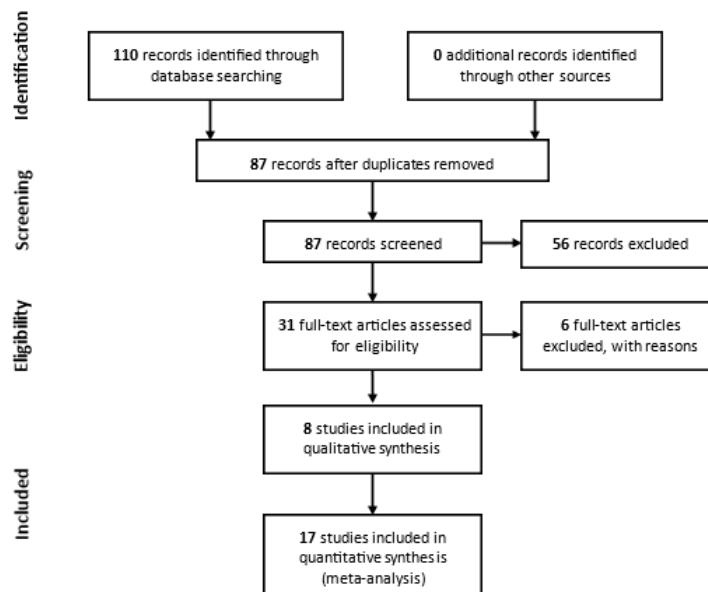 Identification
110 records identified through
database searching
0 additional records identified
through other sources
87 records after duplicates removed
Screening
87 records screened
56 records excluded
Eligibility
31 full-text articles assessed
for eligibility
6 full-text articles
excluded, with reasons
Included
8 studies included in
qualitative synthesis
17 studies included in
quantitative synthesis
(meta-analysis)